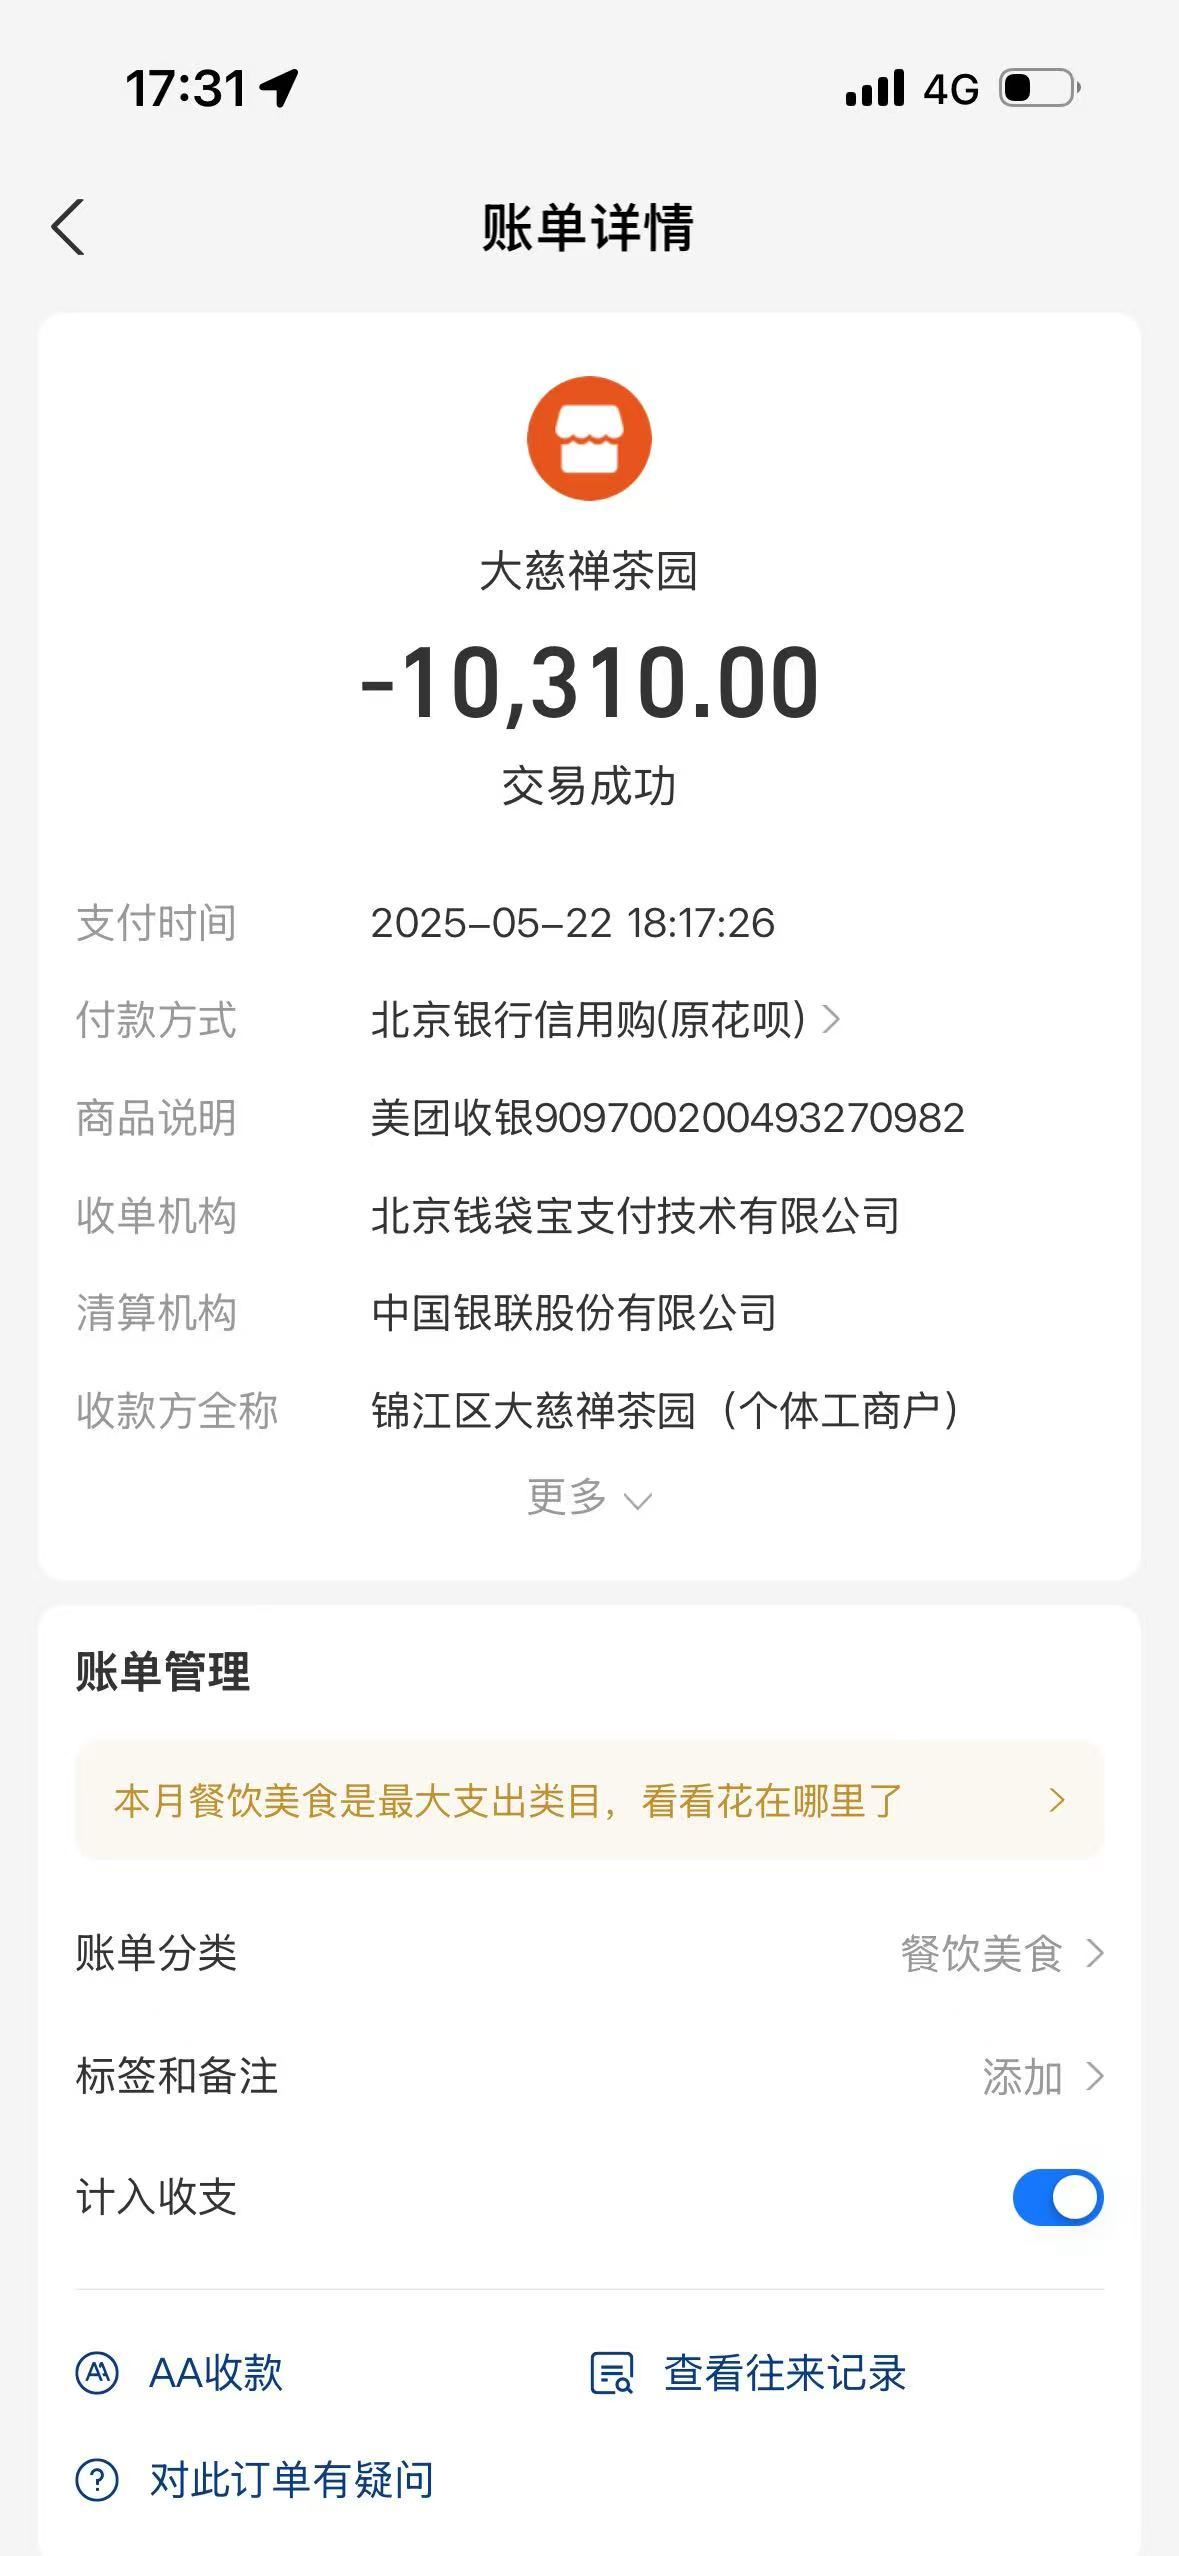 17:31 4G
账单详情
大慈禅茶园
-10,310.00
交易成功
支付时间 2025-05-22 18:17:26
付款方式 北京银行信用购(原花呗)
商品说明 美团收银909700200493270982
收单机构 北京钱袋宝支付技术有限公司
清算机构 中国银联股份有限公司
收款方全称 锦江区大慈禅茶园（个体工商户）
更多
账单管理
本月餐饮美食是最大支出类目，看看花在哪里了
账单分类 餐饮美食
标签和备注 添加
计入收支
AA收款 查看往来记录
对此订单有疑问